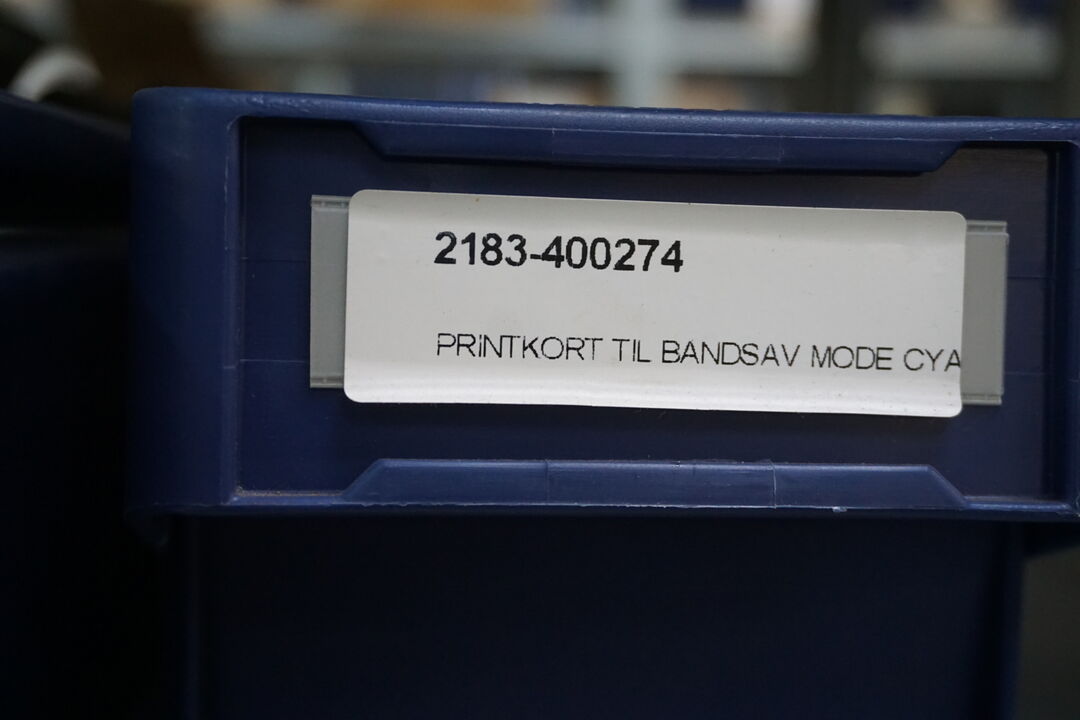 2183-400274
PRINTKORT TIL BANDSAV MODE CYA